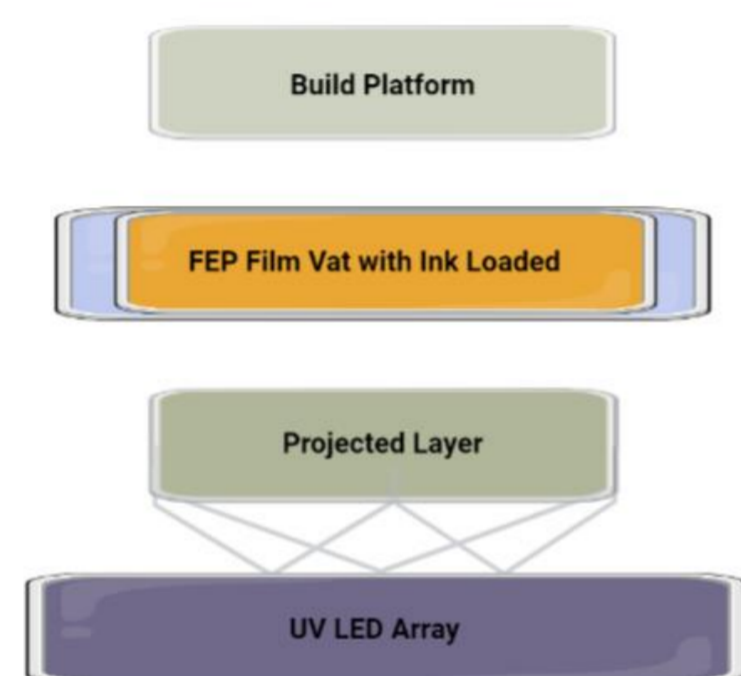 Build Platform
FEP Film Vat with Ink Loaded
Projected Layer
UV LED Array